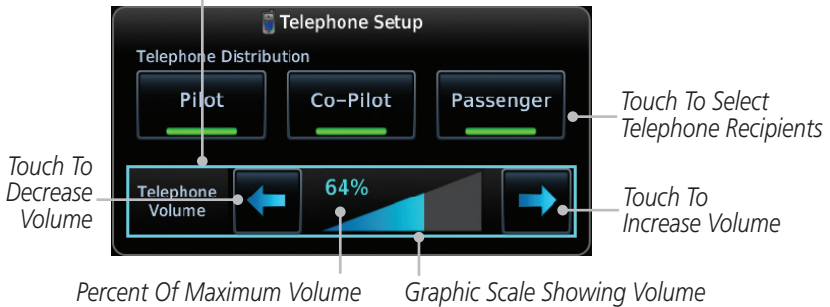 Telephone Setup
Telephone Distribution
Pilot
Co-Pilot
Passenger
Touch To Select
Telephone Recipients
Touch To
Decrease
Volume
Telephone
Volume
64%
Touch To
Increase Volume
Percent Of Maximum Volume
Graphic Scale Showing Volume